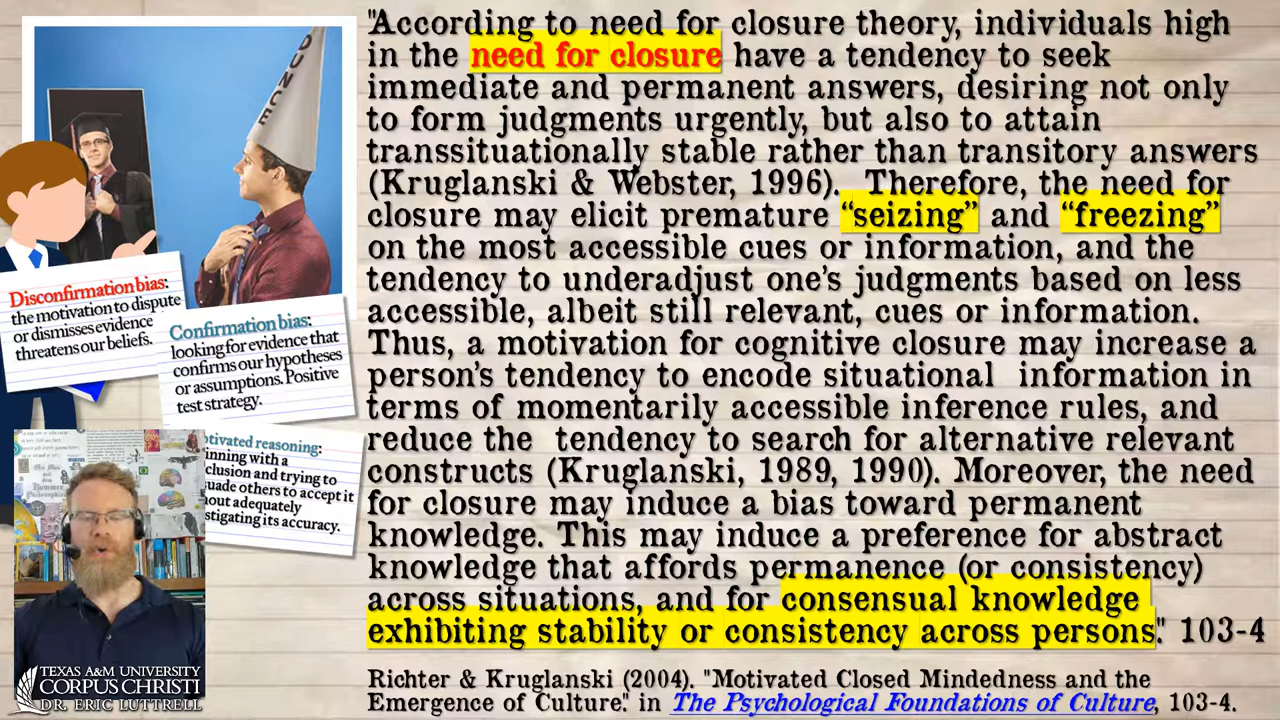 "According to need for closure theory, individuals high
in the need for closure have a tendency to seek
immediate and permanent answers, desiring not only
to form judgments urgently, but also to attain
transsituationally stable rather than transitory answers
(Kruglanski & Webster, 1996). Therefore, the need for
closure may elicit premature “seizing” and “freezing”
on the most accessible cues or information, and the
tendency to underadjust one's judgments based on less
accessible, albeit still relevant, cues or information.
Thus, a motivation for cognitive closure may increase a
person's tendency to encode situational information in
terms of momentarily accessible inference rules, and
reduce the tendency to search for alternative relevant
constructs (Kruglanski, 1989, 1990). Moreover, the need
for closure may induce a bias toward permanent
knowledge. This may induce a preference for abstract
knowledge that affords permanence (or consistency)
across situations, and for consensual knowledge
exhibiting stability or consistency across persons." 103-4
Richter & Kruglanski (2004). "Motivated Closed Mindedness and the
Emergence of Culture." in The Psychological Foundations of Culture, 103-4.
DUNCE
Disconfirmation bias:
the motivation to dispute
or dismisses evidence
threatens our beliefs.
Confirmation bias:
looking for evidence that
confirms our hypotheses
or assumptions. Positive
test strategy.
reasoning:
with a
and trying to
others to accept it
adequately
its accuracy.
TEXAS A&M UNIVERSITY
CORPUS CHRISTI
DR. ERIC LUTTRELL